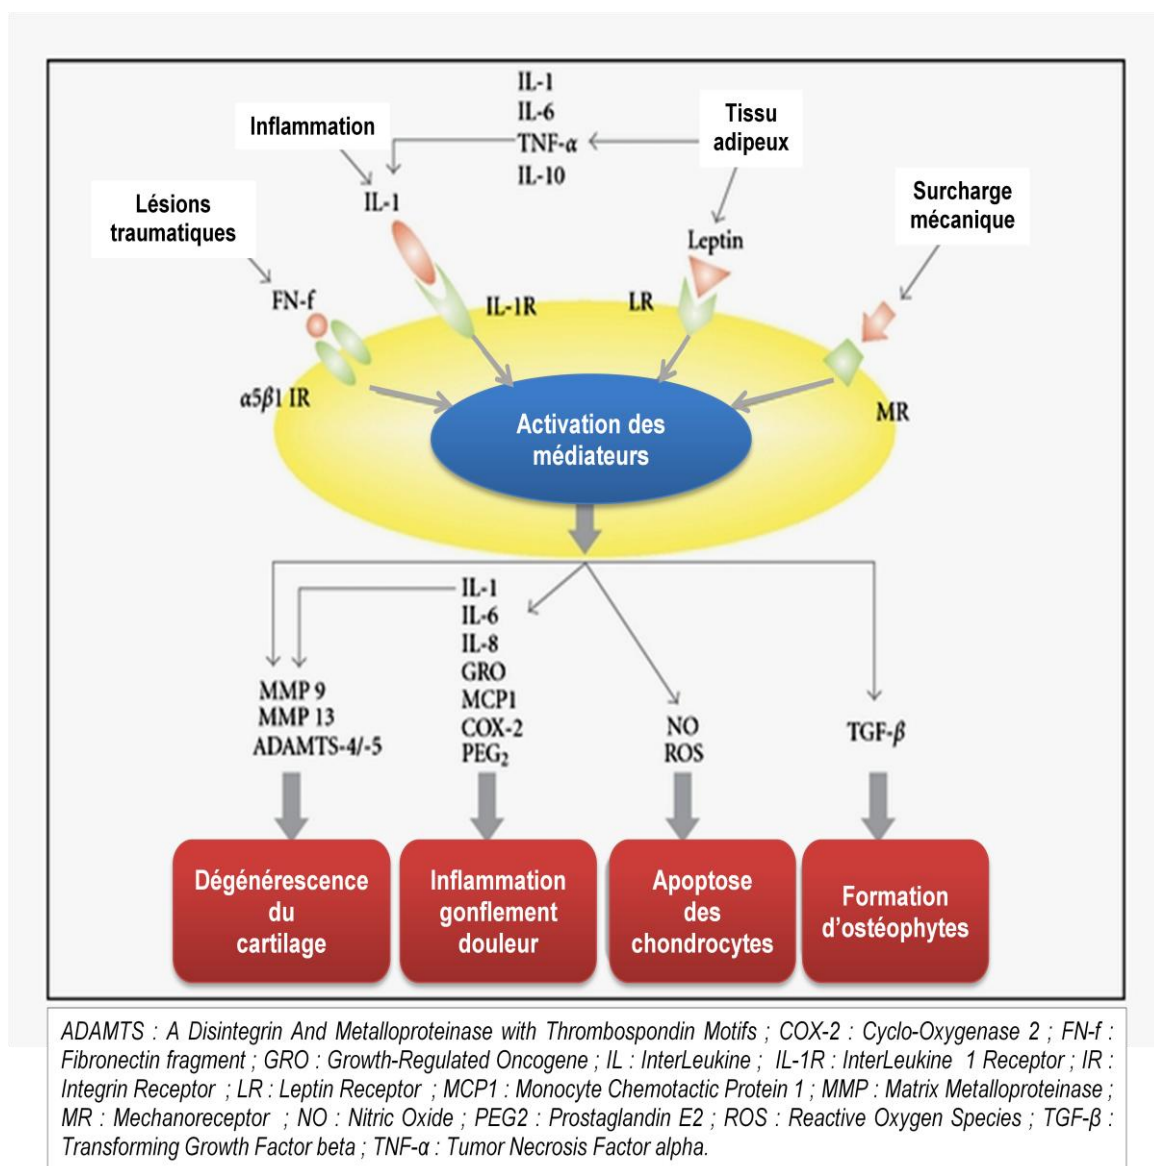 IL-1
IL-6
TNF-α
IL-10
Inflammation
Tissu
adipeux
IL-1
Lésions
traumatiques
Surcharge
mécanique
Leptin
FN-f
IL-1R
LR
α5β1 IR
MR
Activation des
médiateurs
IL-1
IL-6
IL-8
GRO
MCP1
COX-2
PEG₂
MMP 9
MMP 13
ADAMTS-4/-5
NO
ROS
TGF-β
Dégénérescence
du
cartilage
Inflammation
gonflement
douleur
Apoptose
des
chondrocytes
Formation
d’ostéophytes
ADAMTS : A Disintegrin And Metalloproteinase with Thrombospondin Motifs ; COX-2 : Cyclo-Oxygenase 2 ; FN-f :
Fibronectin fragment ; GRO : Growth-Regulated Oncogene ; IL : InterLeukine ; IL-1R : InterLeukine 1 Receptor ; IR :
Integrin Receptor ; LR : Leptin Receptor ; MCP1 : Monocyte Chemotactic Protein 1 ; MMP : Matrix Metalloproteinase ;
MR : Mechanoreceptor ; NO : Nitric Oxide ; PEG2 : Prostaglandin E2 ; ROS : Reactive Oxygen Species ; TGF-β :
Transforming Growth Factor beta ; TNF-α : Tumor Necrosis Factor alpha.